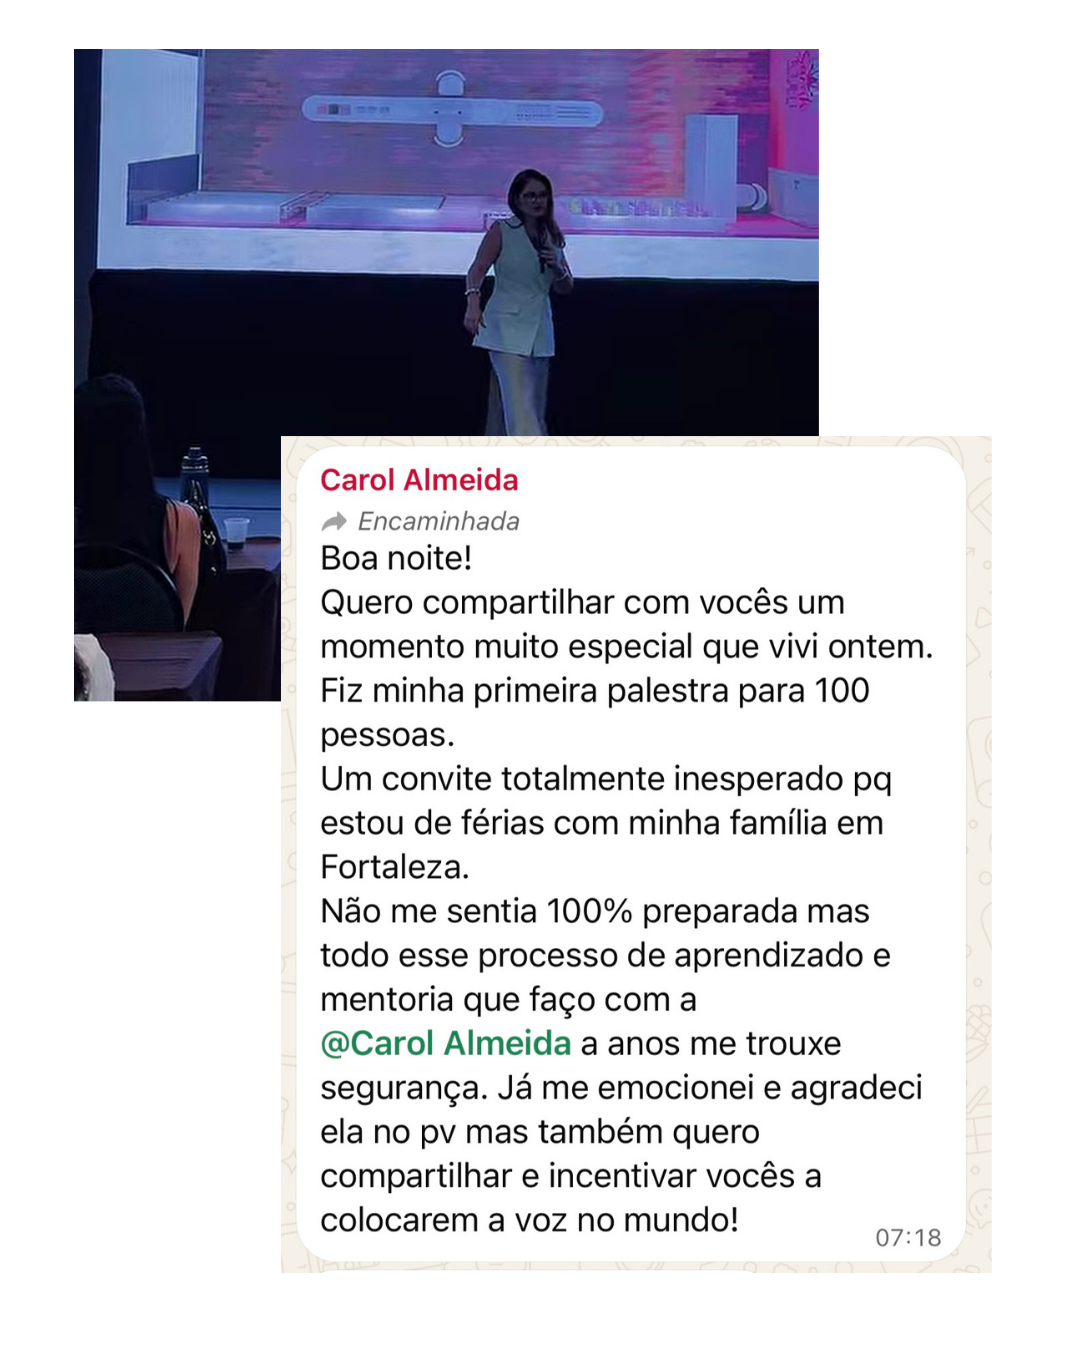 Carol Almeida
Encaminhada
Boa noite!
Quero compartilhar com vocês um
momento muito especial que vivi ontem.
Fiz minha primeira palestra para 100
pessoas.
Um convite totalmente inesperado pq
estou de férias com minha família em
Fortaleza.
Não me sentia 100% preparada mas
todo esse processo de aprendizado e
mentoria que faço com a
@Carol Almeida a anos me trouxe
segurança. Já me emocionei e agradeci
ela no pv mas também quero
compartilhar e incentivar vocês a
colocarem a voz no mundo!
07:18